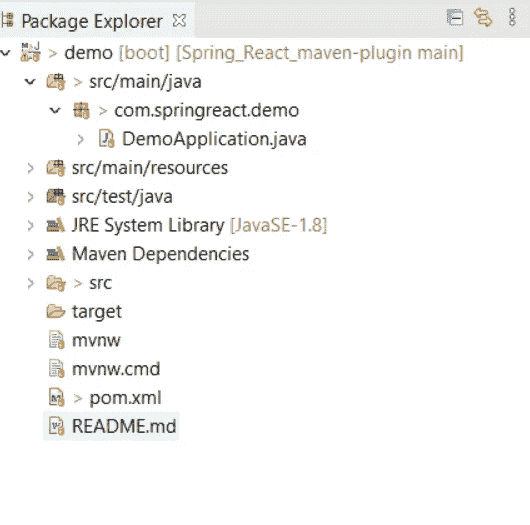 Package Explorer
> demo [boot] [Spring_React_maven-plugin main]
> src/main/java
> com.springreact.demo
DemoApplication.java
src/main/resources
src/test/java
JRE System Library [JavaSE-1.8]
Maven Dependencies
> src
target
mvnw
mvnw.cmd
> pom.xml
README.md